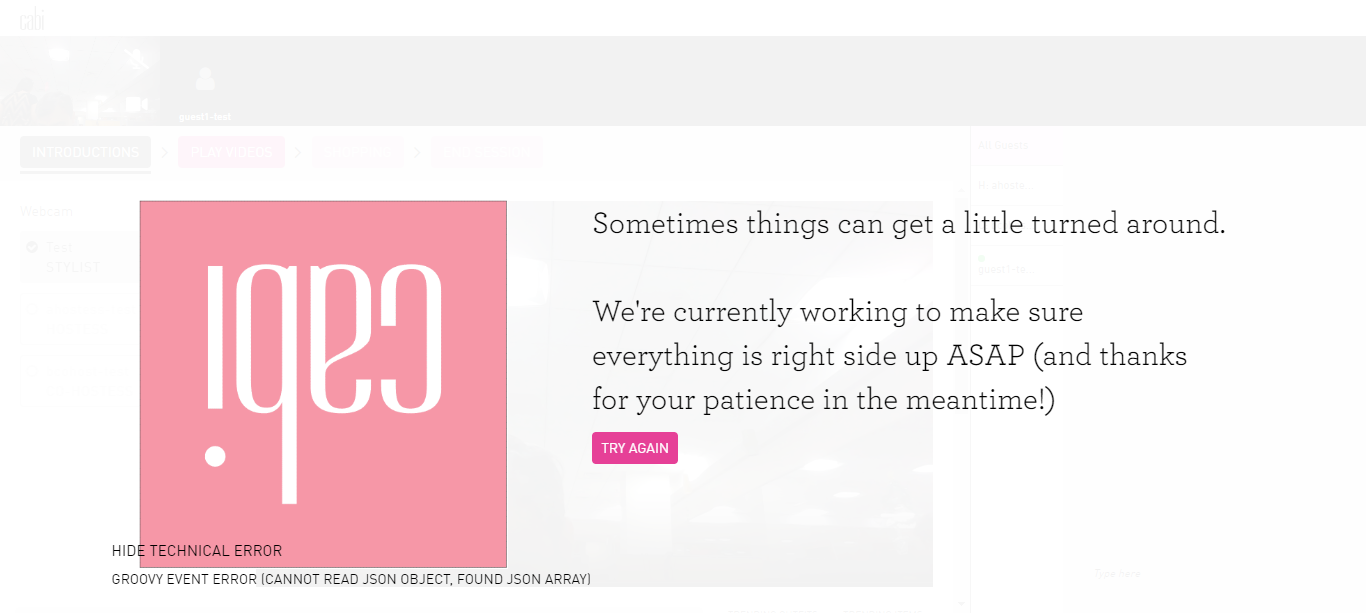 cabi
guest1-test
INTRODUCTIONS
PLAY VIDEOS
All Guests
Webcam
Test
STYLIST
cabi
Sometimes things can get a little turned around.
We're currently working to make sure
everything is right side up ASAP (and thanks
for your patience in the meantime!)
TRY AGAIN
guest1-te...
HIDE TECHNICAL ERROR
GROOVY EVENT ERROR (CANNOT READ JSON OBJECT, FOUND JSON ARRAY)
Type here